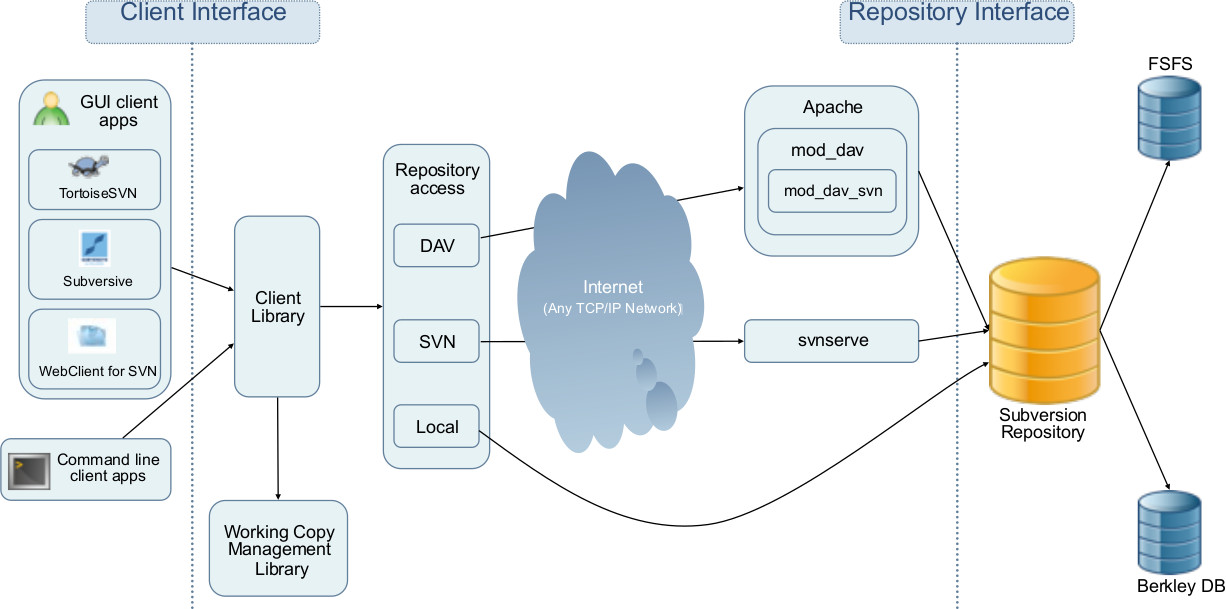 Client Interface
Repository Interface
GUI client
apps
TortoiseSVN
Subversive
WebClient for SVN
Command line
client apps
Client
Library
Working Copy
Management
Library
Repository
access
DAV
SVN
Local
Internet
(Any TCP/IP Network)
Apache
mod_dav
mod_dav_svn
svnserve
Subversion
Repository
FSFS
Berkley DB